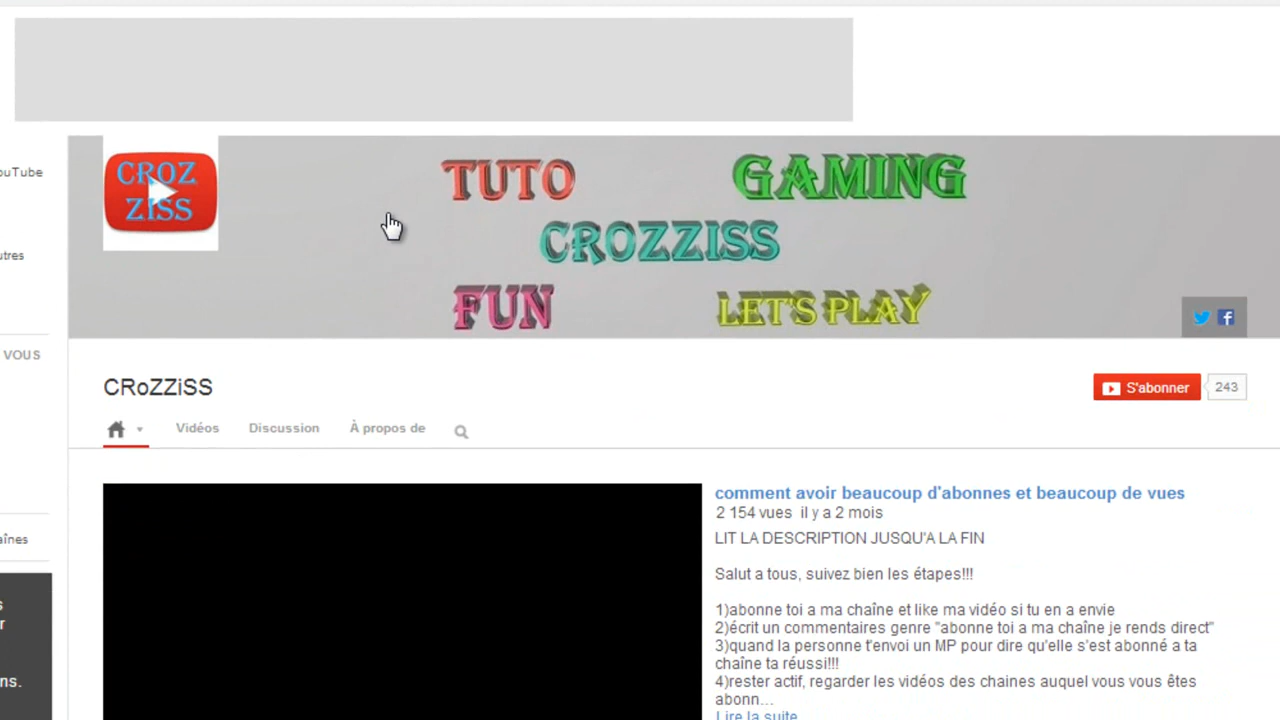 ouTube
utres
VOUS
aînes
s
r
ns.
CROZ
ZISS
TUTO
GAMING
CROZZISS
FUN
LET'S PLAY
CRoZZiSS
S'abonner
243
Vidéos
Discussion
À propos de
comment avoir beaucoup d'abonnes et beaucoup de vues
2 154 vues il y a 2 mois
LIT LA DESCRIPTION JUSQU'A LA FIN
Salut a tous, suivez bien les étapes!!!
1)abonne toi a ma chaîne et like ma vidéo si tu en a envie
2)écrit un commentaires genre "abonne toi a ma chaîne je rends direct"
3)quand la personne t'envoi un MP pour dire qu'elle s'est abonné a ta
chaîne ta réussi!!!
4)rester actif, regarder les vidéos des chaines auquel vous vous êtes
abonn...
Lire la suite